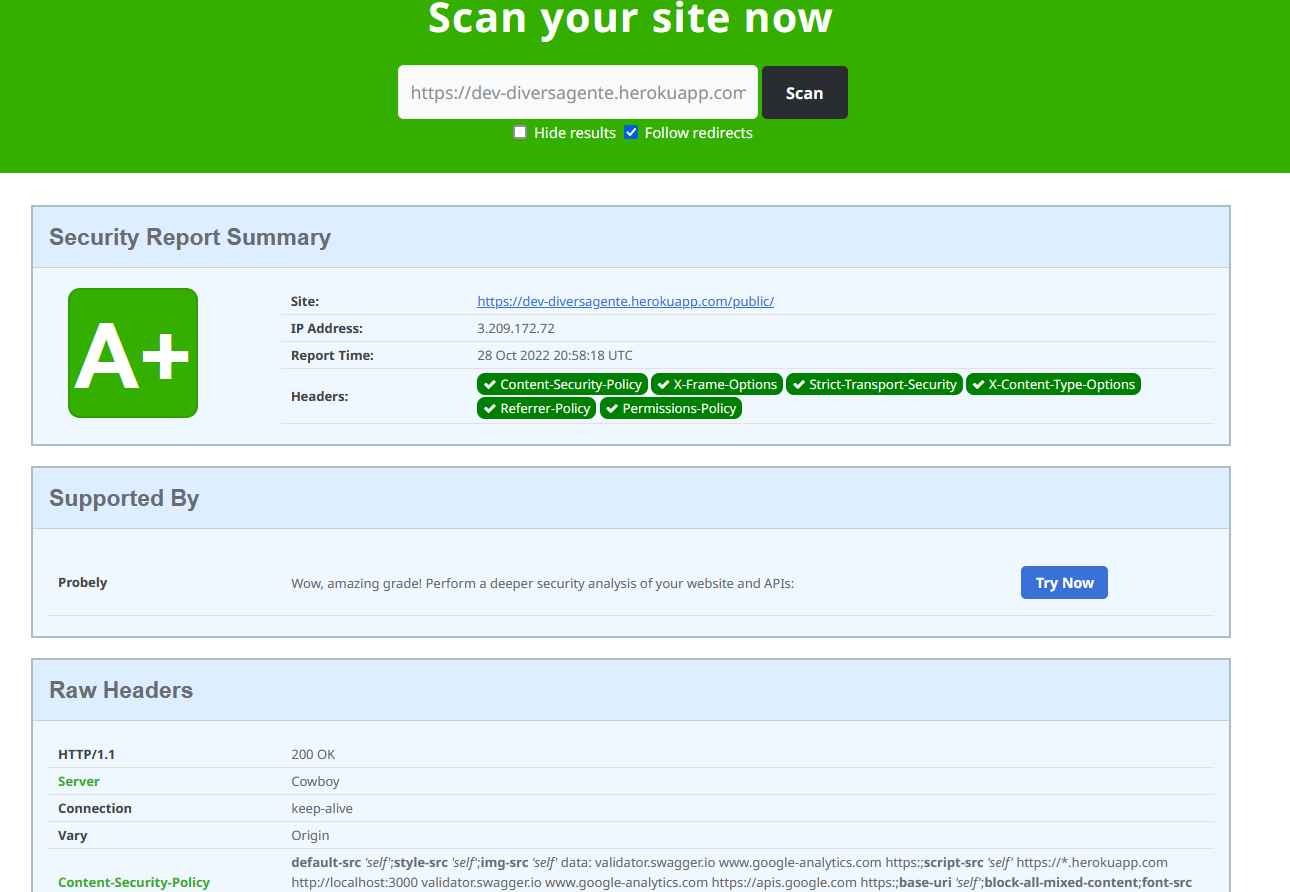 Scan your site now
https://dev-diversagente.herokuapp.com
Scan
Hide results
Follow redirects
Security Report Summary
A+
Site:
https://dev-diversagente.herokuapp.com/public/
IP Address:
3.209.172.72
Report Time:
28 Oct 2022 20:58:18 UTC
Headers:
Content-Security-Policy
X-Frame-Options
Strict-Transport-Security
X-Content-Type-Options
Referrer-Policy
Permissions-Policy
Supported By
Probely
Wow, amazing grade! Perform a deeper security analysis of your website and APIs:
Try Now
Raw Headers
HTTP/1.1
200 OK
Server
Cowboy
Connection
keep-alive
Vary
Origin
Content-Security-Policy
default-src 'self';style-src 'self';img-src 'self' data: validator.swagger.io www.google-analytics.com https:;script-src 'self' https://*.herokuapp.com
http://localhost:3000 validator.swagger.io www.google-analytics.com https://apis.google.com https:;base-uri 'self';block-all-mixed-content;font-src